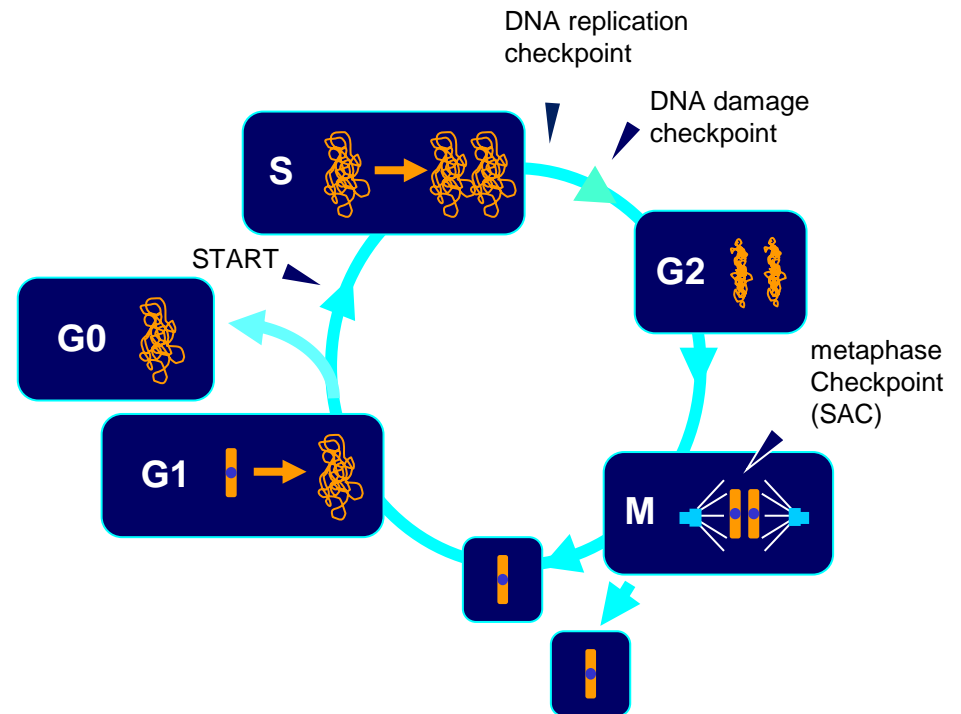 DNA replication
checkpoint
DNA damage
checkpoint
S
G2
START
G0
metaphase
Checkpoint
(SAC)
G1
M